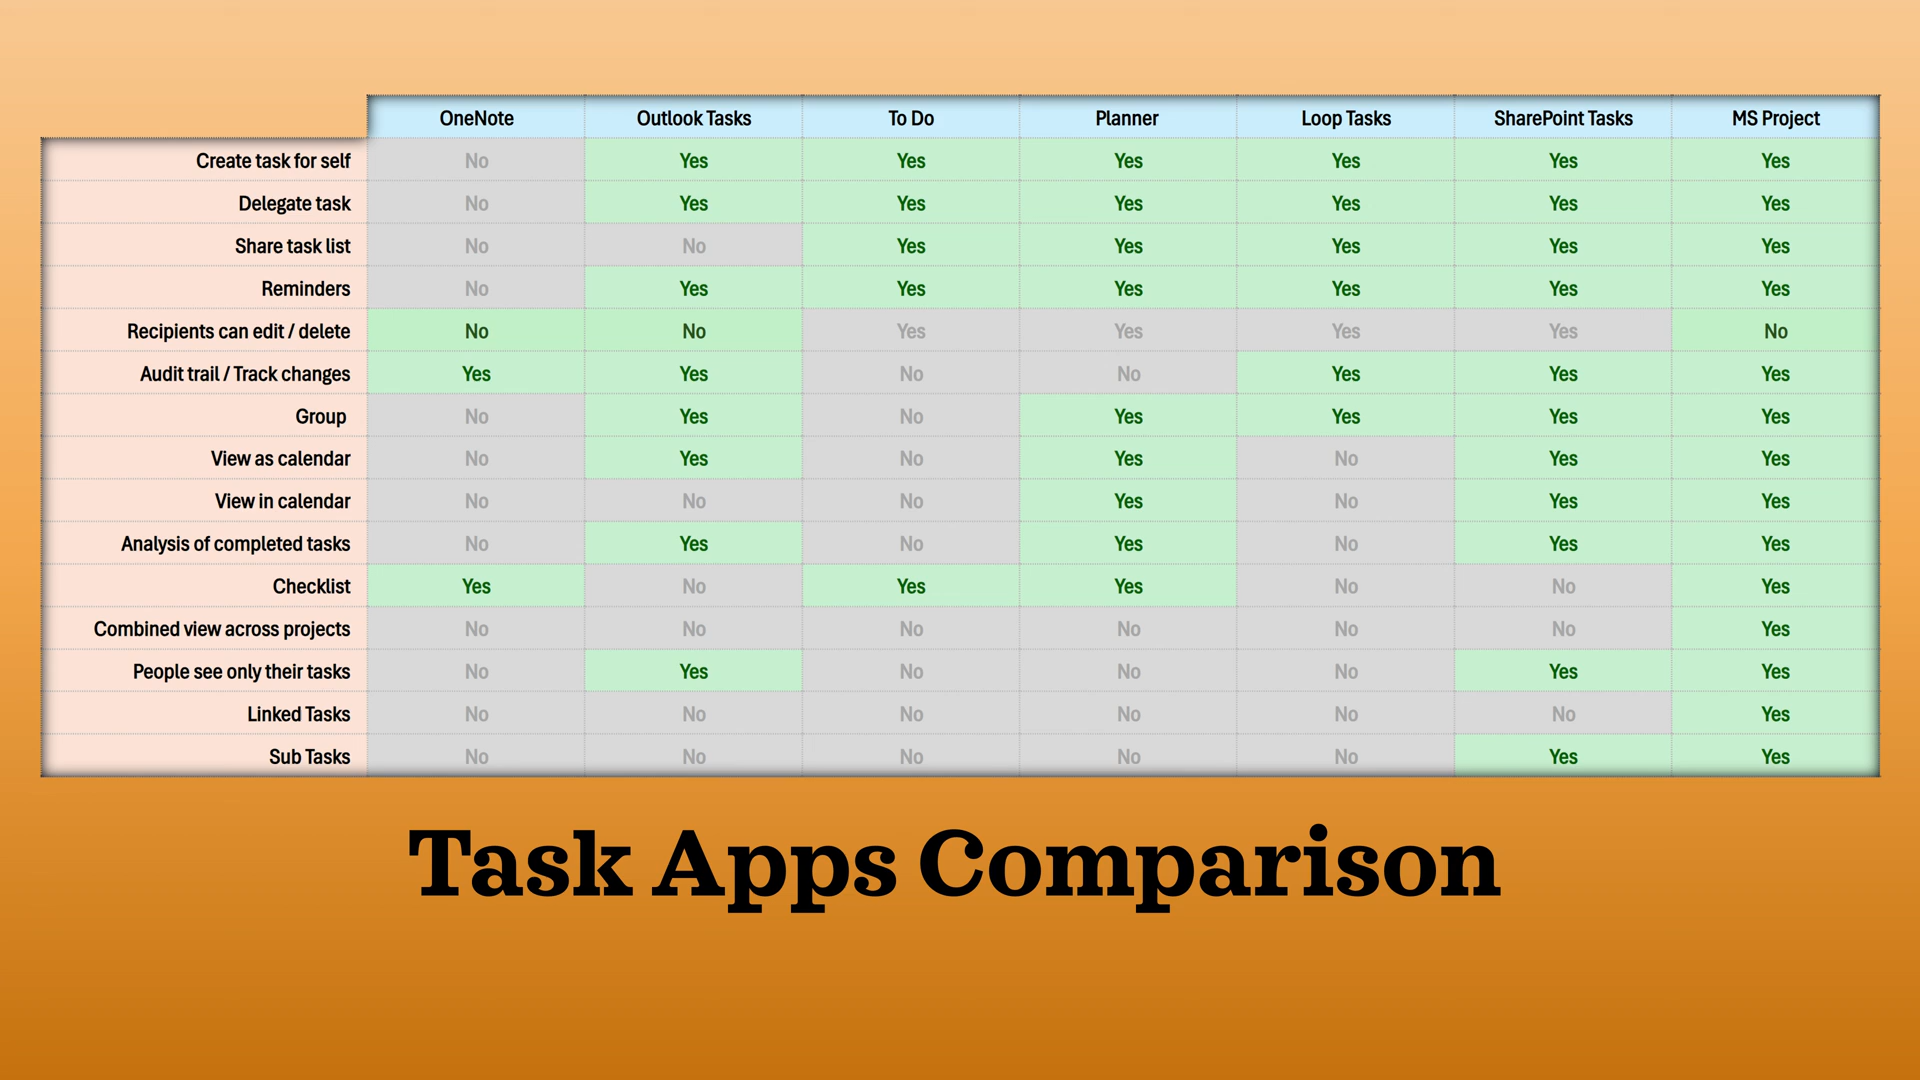 OneNote Outlook Tasks To Do Planner Loop Tasks SharePoint Tasks MS Project
Create task for self No Yes Yes Yes Yes Yes Yes
Delegate task No Yes Yes Yes Yes Yes Yes
Share task list No No Yes Yes Yes Yes Yes
Reminders No Yes Yes Yes Yes Yes Yes
Recipients can edit / delete No No Yes Yes Yes Yes No
Audit trail / Track changes Yes Yes No No Yes Yes Yes
Group No Yes No Yes Yes Yes Yes
View as calendar No Yes No Yes No Yes Yes
View in calendar No No No Yes No Yes Yes
Analysis of completed tasks No Yes No Yes No Yes Yes
Checklist Yes No Yes Yes No No Yes
Combined view across projects No No No No No No Yes
People see only their tasks No Yes No No No Yes Yes
Linked Tasks No No No No No No Yes
Sub Tasks No No No No No Yes Yes
Task Apps Comparison